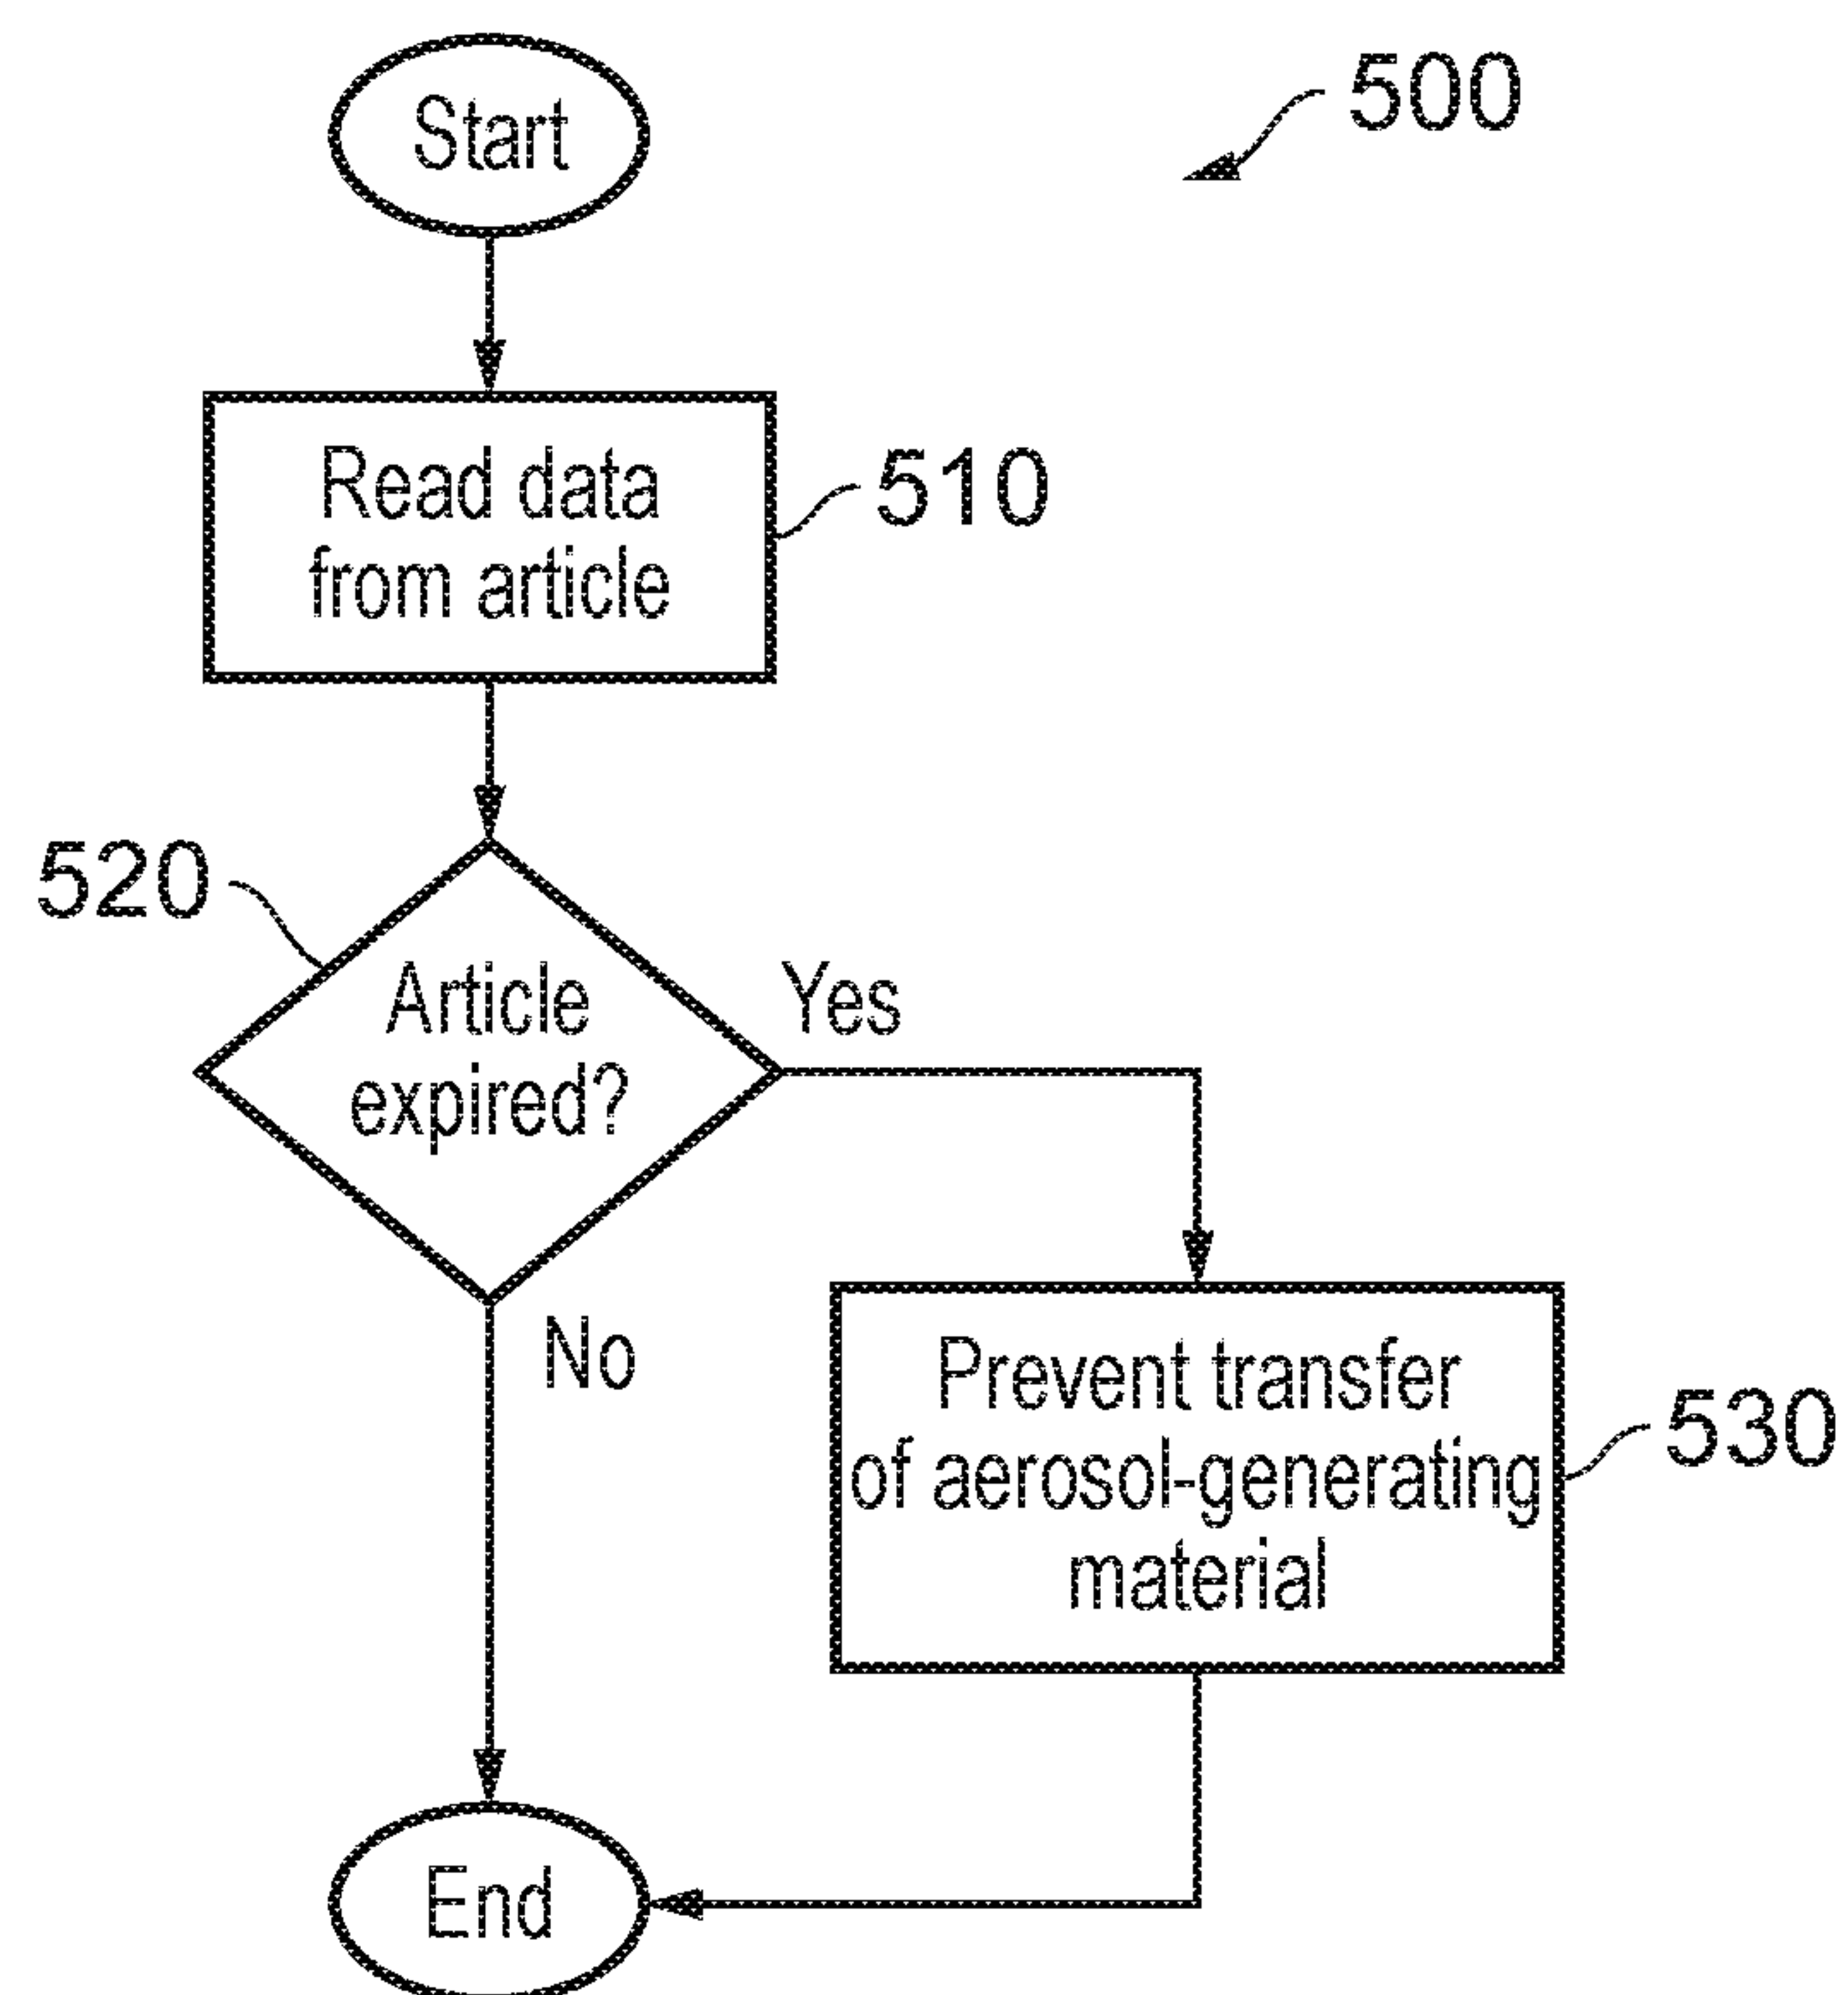 Start
500
Read data
from article
510
520
Article
expired?
Yes
No
Prevent transfer
of aerosol-generating
material
530
End